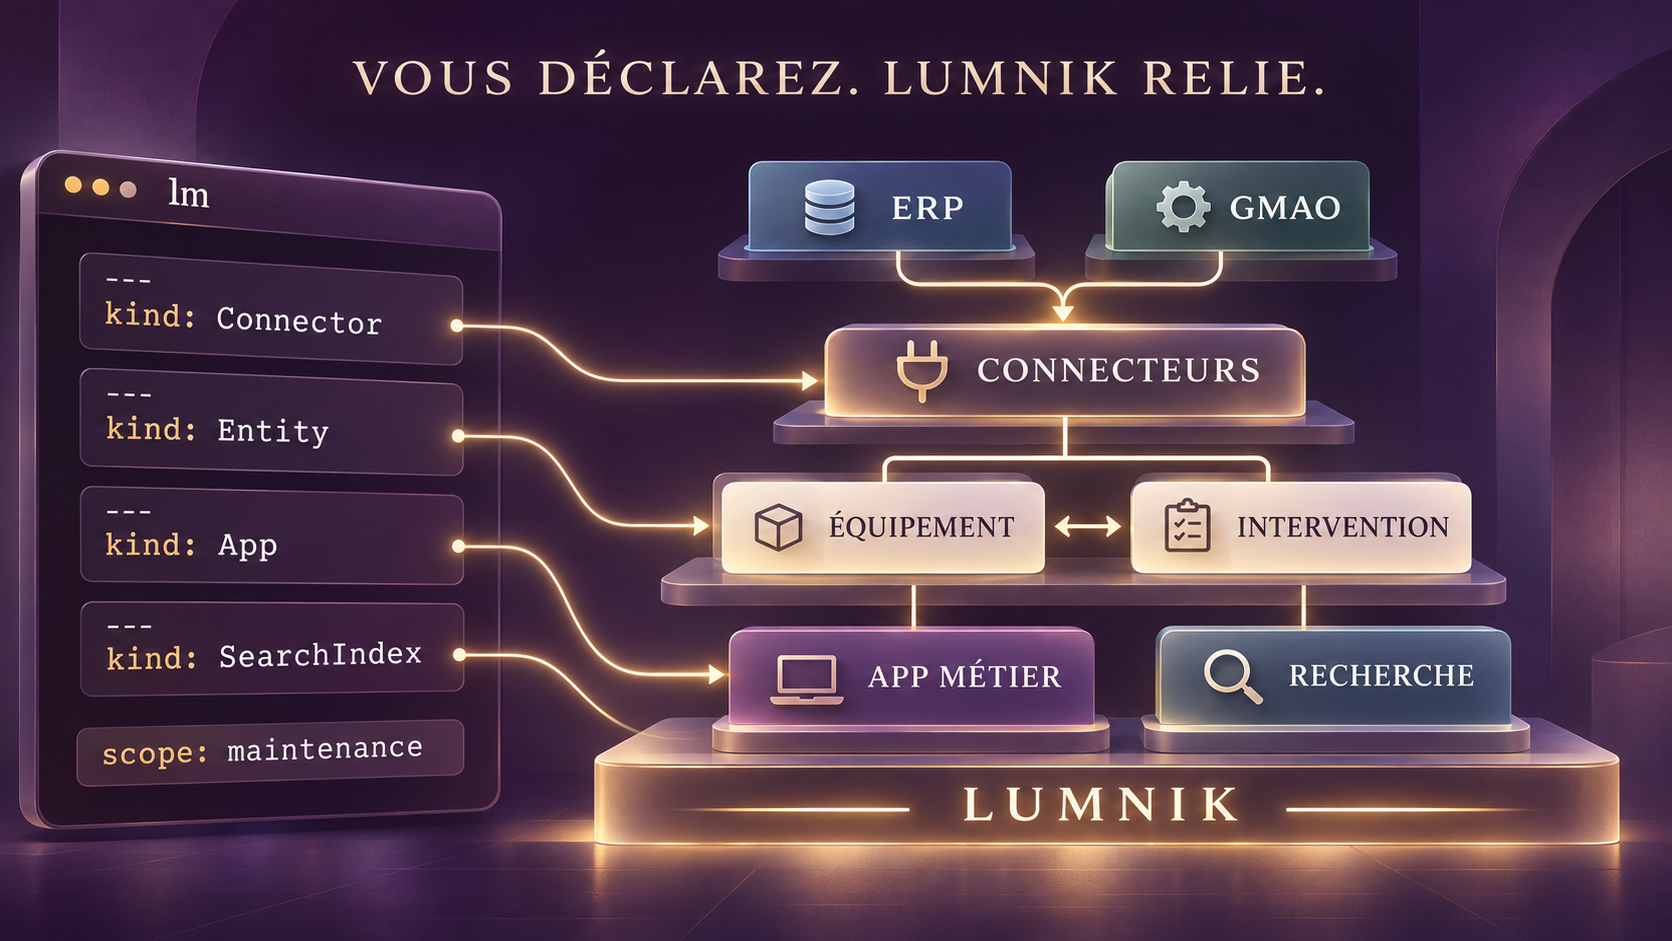 VOUS DÉCLAREZ. LUMNIK RELIE.
lm
---
kind: Connector
---
kind: Entity
---
kind: App
---
kind: SearchIndex
scope: maintenance
ERP
GMAO
CONNECTEURS
ÉQUIPEMENT
INTERVENTION
APP MÉTIER
RECHERCHE
LUMNIK